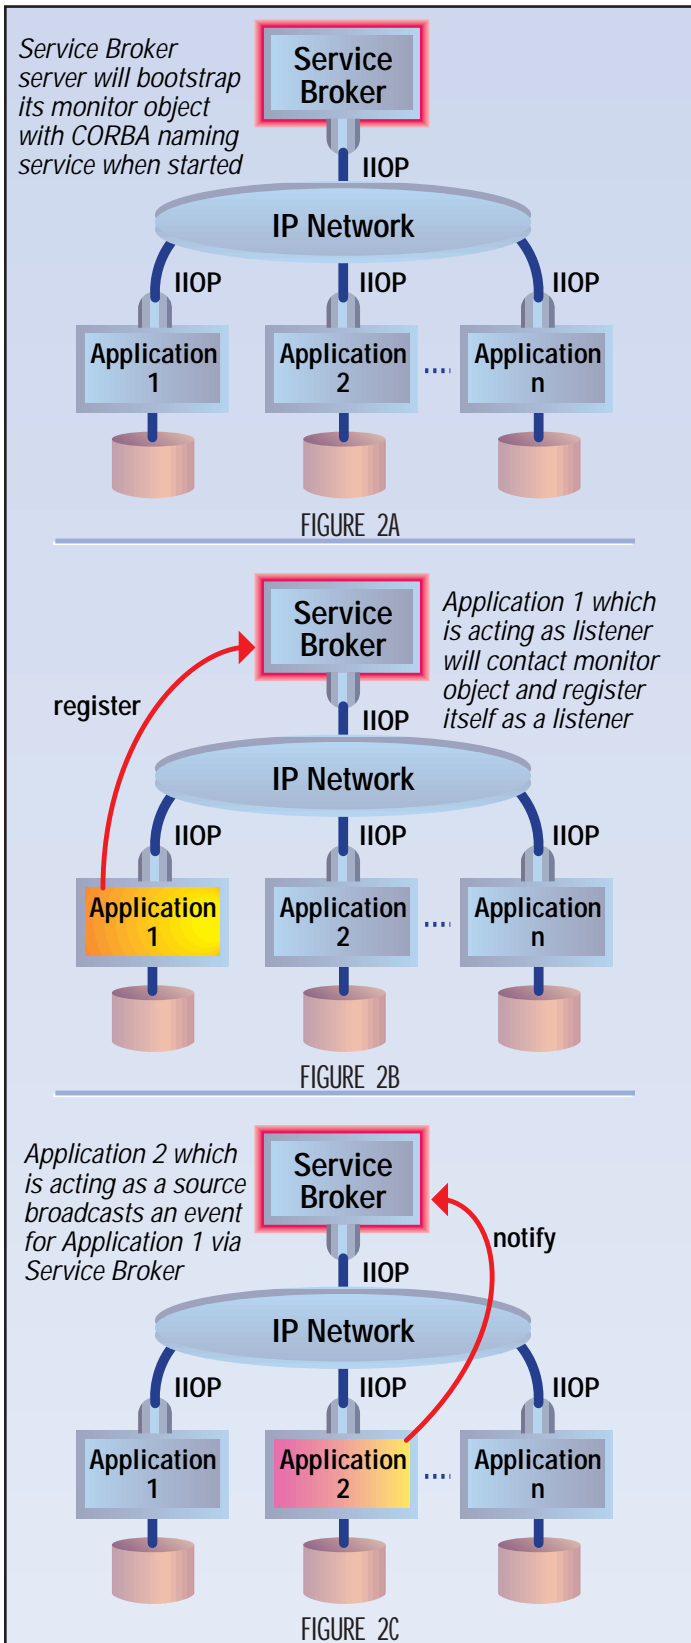 Service Broker
server will bootstrap
its monitor object
with CORBA naming
service when started
Service
Broker
IIOP
IP Network
IIOP
IIOP
IIOP
Application
1
Application
2
....
Application
n
FIGURE 2A
Service
Broker
Application 1 which
is acting as listener
will contact monitor
object and register
itself as a listener
register
IIOP
IP Network
IIOP
IIOP
IIOP
Application
1
Application
2
....
Application
n
FIGURE 2B
Application 2 which
is acting as a source
broadcasts an event
for Application 1 via
Service Broker
Service
Broker
notify
IIOP
IP Network
IIOP
IIOP
IIOP
Application
1
Application
2
....
Application
n
FIGURE 2C